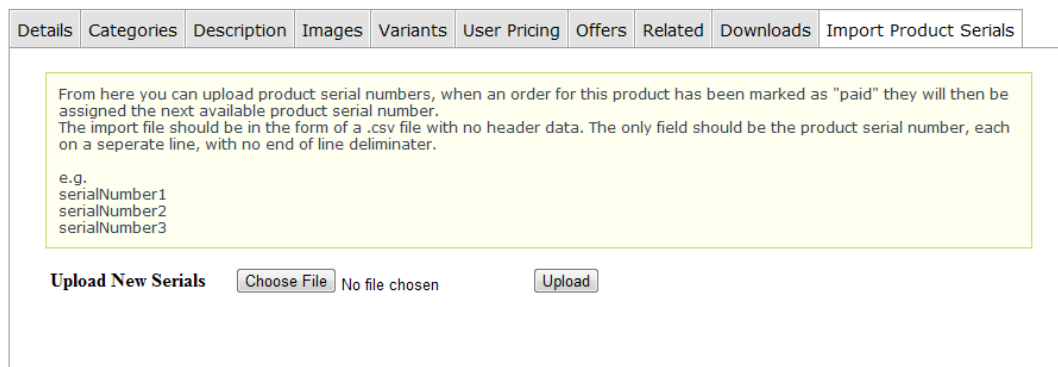 Details Categories Description Images Variants User Pricing Offers Related Downloads Import Product Serials
From here you can upload product serial numbers, when an order for this product has been marked as "paid" they will then be
assigned the next available product serial number.
The import file should be in the form of a .csv file with no header data. The only field should be the product serial number, each
on a seperate line, with no end of line deliminater.
e.g.
serialNumber1
serialNumber2
serialNumber3
Upload New Serials Choose File No file chosen Upload